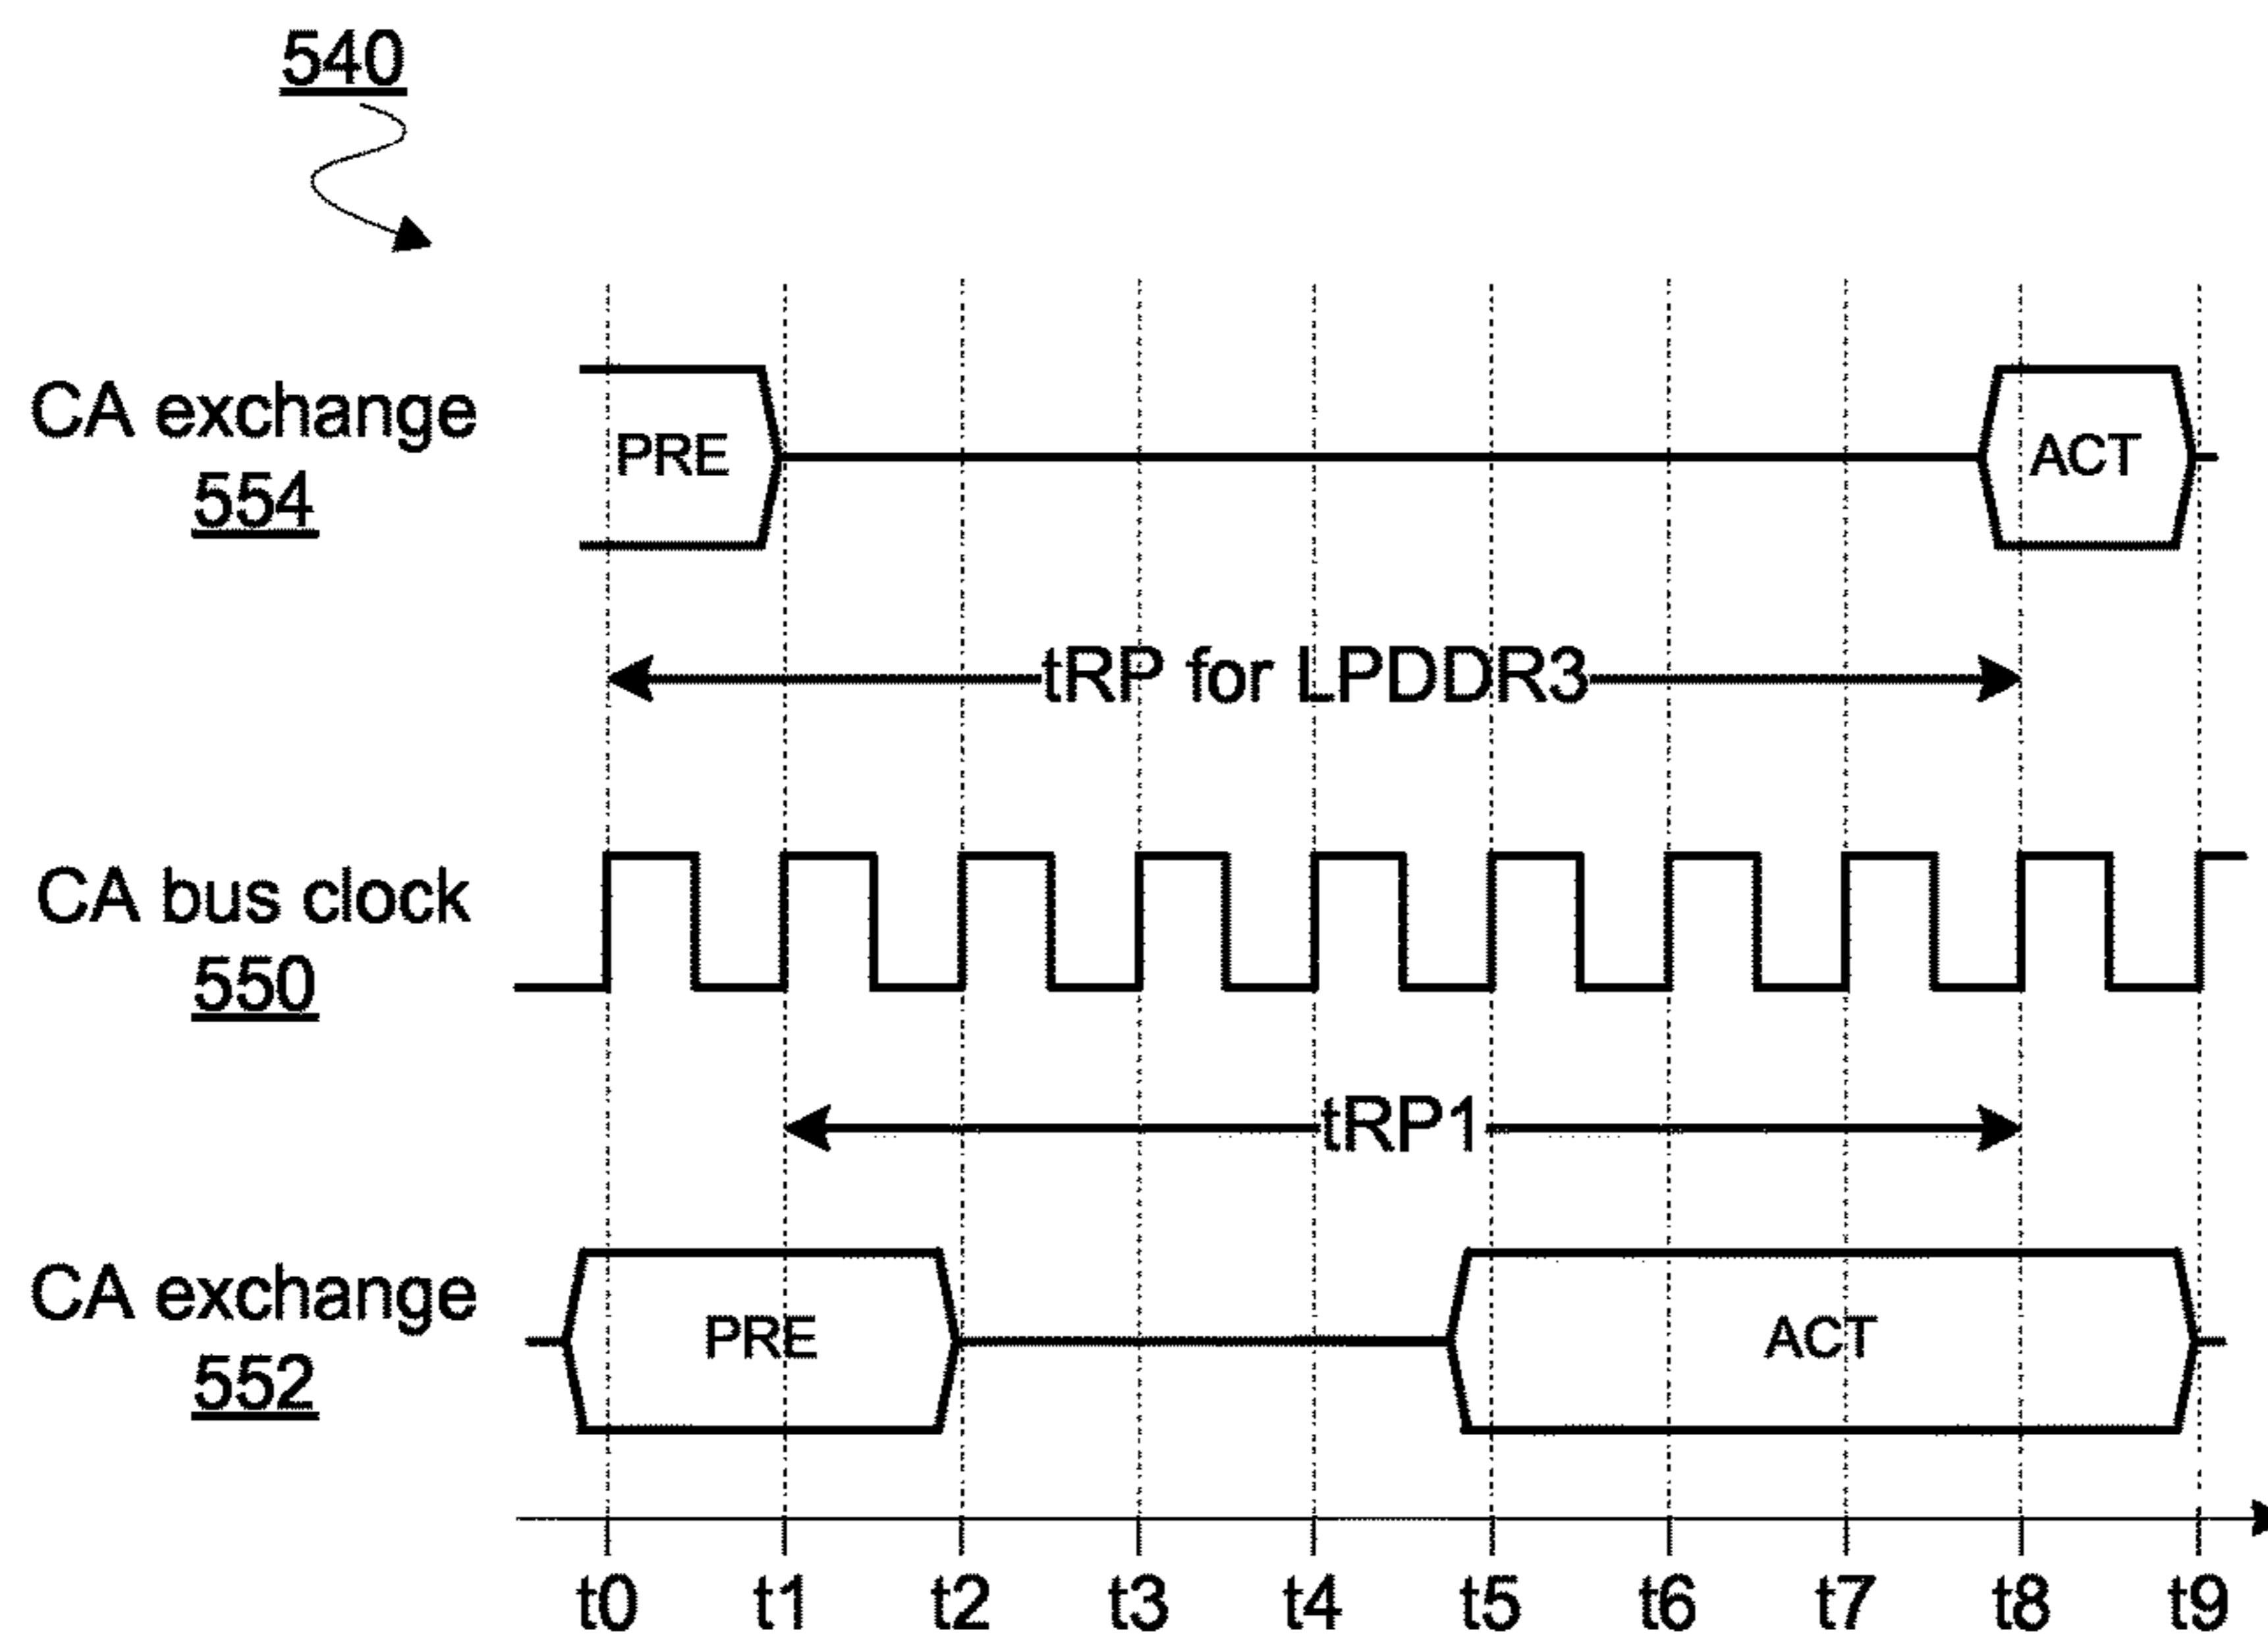 540
CA exchange
554
PRE
ACT
tRP for LPDDR3
CA bus clock
550
tRP1
CA exchange
552
PRE
ACT
t0 t1 t2 t3 t4 t5 t6 t7 t8 t9